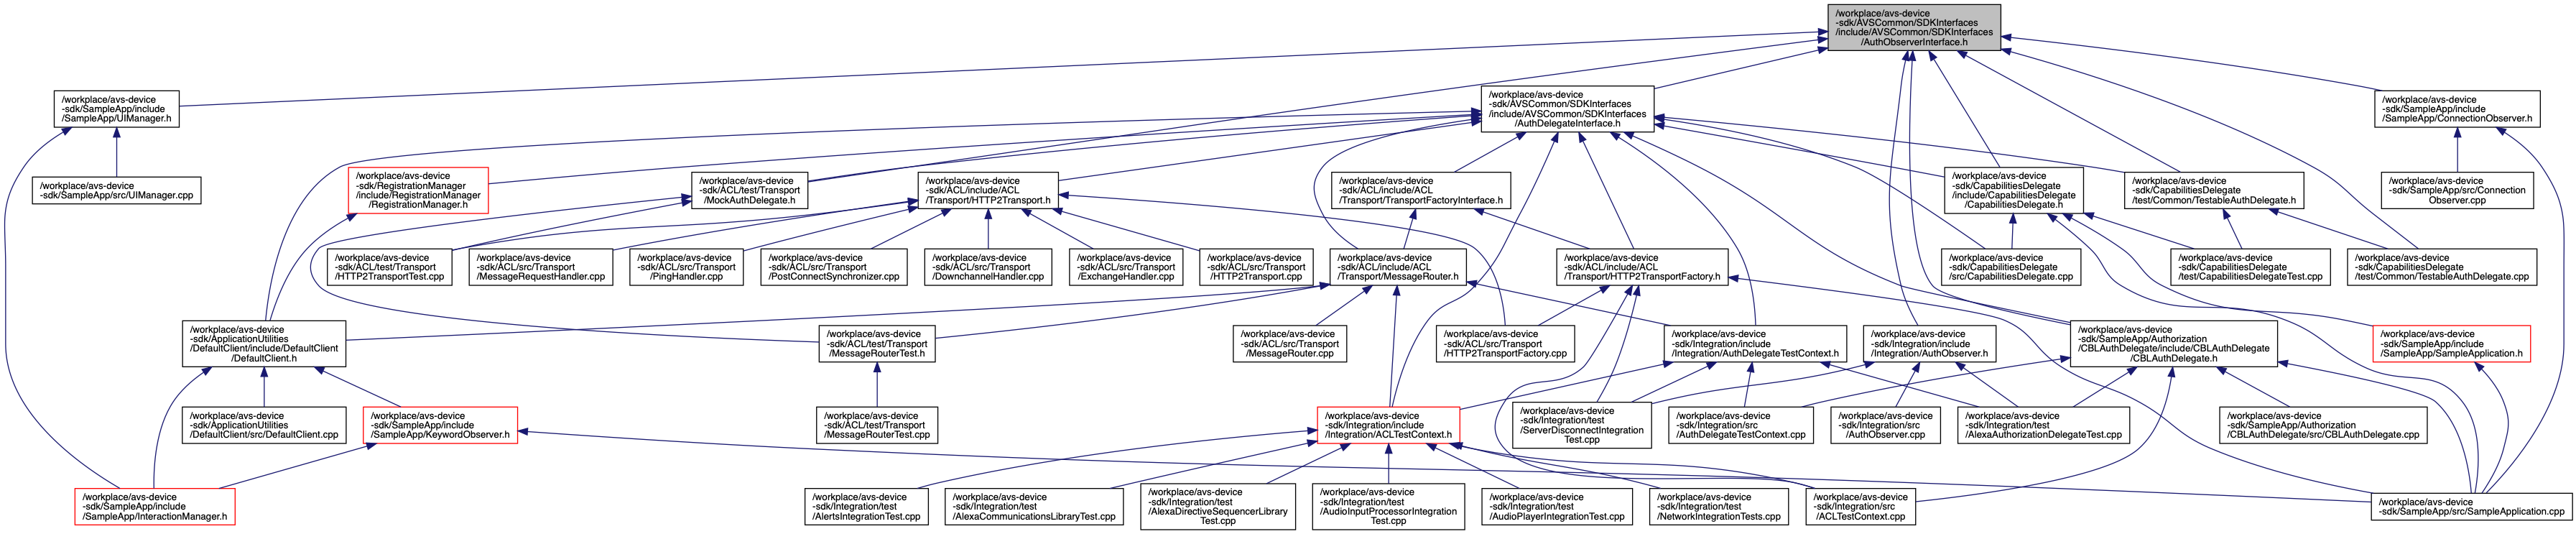 /workplace/avs-device
-sdk/AVSCommon/SDKInterfaces
/include/AVSCommon/SDKInterfaces
/AuthObserverInterface.h
/workplace/avs-device
-sdk/SampleApp/include
/SampleApp/UIManager.h
/workplace/avs-device
-sdk/AVSCommon/SDKInterfaces
/include/AVSCommon/SDKInterfaces
/AuthDelegateInterface.h
/workplace/avs-device
-sdk/SampleApp/include
/SampleApp/ConnectionObserver.h
/workplace/avs-device
-sdk/SampleApp/src/UIManager.cpp
/workplace/avs-device
-sdk/RegistrationManager
/include/RegistrationManager
/RegistrationManager.h
/workplace/avs-device
-sdk/ACL/test/Transport
/MockAuthDelegate.h
/workplace/avs-device
-sdk/ACL/include/ACL
/Transport/HTTP2Transport.h
/workplace/avs-device
-sdk/ACL/include/ACL
/Transport/TransportFactoryInterface.h
/workplace/avs-device
-sdk/CapabilitiesDelegate
/include/CapabilitiesDelegate
/CapabilitiesDelegate.h
/workplace/avs-device
-sdk/CapabilitiesDelegate
/test/Common/TestableAuthDelegate.h
/workplace/avs-device
-sdk/SampleApp/src/Connection
Observer.cpp
/workplace/avs-device
-sdk/ACL/test/Transport
/HTTP2TransportTest.cpp
/workplace/avs-device
-sdk/ACL/src/Transport
/MessageRequestHandler.cpp
/workplace/avs-device
-sdk/ACL/src/Transport
/PingHandler.cpp
/workplace/avs-device
-sdk/ACL/src/Transport
/PostConnectSynchronizer.cpp
/workplace/avs-device
-sdk/ACL/src/Transport
/DownchannelHandler.cpp
/workplace/avs-device
-sdk/ACL/src/Transport
/ExchangeHandler.cpp
/workplace/avs-device
-sdk/ACL/src/Transport
/HTTP2Transport.cpp
/workplace/avs-device
-sdk/ACL/include/ACL
/Transport/MessageRouter.h
/workplace/avs-device
-sdk/ACL/include/ACL
/Transport/HTTP2TransportFactory.h
/workplace/avs-device
-sdk/CapabilitiesDelegate
/src/CapabilitiesDelegate.cpp
/workplace/avs-device
-sdk/CapabilitiesDelegate
/test/CapabilitiesDelegateTest.cpp
/workplace/avs-device
-sdk/CapabilitiesDelegate
/test/Common/TestableAuthDelegate.cpp
/workplace/avs-device
-sdk/ApplicationUtilities
/DefaultClient/include/DefaultClient
/DefaultClient.h
/workplace/avs-device
-sdk/ACL/test/Transport
/MessageRouterTest.h
/workplace/avs-device
-sdk/ACL/src/Transport
/MessageRouter.cpp
/workplace/avs-device
-sdk/ACL/src/Transport
/HTTP2TransportFactory.cpp
/workplace/avs-device
-sdk/Integration/include
/Integration/AuthDelegateTestContext.h
/workplace/avs-device
-sdk/Integration/include
/Integration/AuthObserver.h
/workplace/avs-device
-sdk/SampleApp/Authorization
/CBLAuthDelegate/include/CBLAuthDelegate
/CBLAuthDelegate.h
/workplace/avs-device
-sdk/SampleApp/include
/SampleApp/SampleApplication.h
/workplace/avs-device
-sdk/ApplicationUtilities
/DefaultClient/src/DefaultClient.cpp
/workplace/avs-device
-sdk/SampleApp/include
/SampleApp/KeywordObserver.h
/workplace/avs-device
-sdk/ACL/test/Transport
/MessageRouterTest.cpp
/workplace/avs-device
-sdk/Integration/include
/Integration/ACLTestContext.h
/workplace/avs-device
-sdk/Integration/test
/ServerDisconnectIntegration
Test.cpp
/workplace/avs-device
-sdk/Integration/src
/AuthDelegateTestContext.cpp
/workplace/avs-device
-sdk/Integration/src
/AuthObserver.cpp
/workplace/avs-device
-sdk/Integration/test
/AlexaAuthorizationDelegateTest.cpp
/workplace/avs-device
-sdk/SampleApp/Authorization
/CBLAuthDelegate/src/CBLAuthDelegate.cpp
/workplace/avs-device
-sdk/SampleApp/include
/SampleApp/InteractionManager.h
/workplace/avs-device
-sdk/Integration/test
/AlertsIntegrationTest.cpp
/workplace/avs-device
-sdk/Integration/test
/AlexaCommunicationsLibraryTest.cpp
/workplace/avs-device
-sdk/Integration/test
/AlexaDirectiveSequencerLibrary
Test.cpp
/workplace/avs-device
-sdk/Integration/test
/AudioInputProcessorIntegration
Test.cpp
/workplace/avs-device
-sdk/Integration/test
/AudioPlayerIntegrationTest.cpp
/workplace/avs-device
-sdk/Integration/test
/NetworkIntegrationTests.cpp
/workplace/avs-device
-sdk/Integration/src
/ACLTestContext.cpp
/workplace/avs-device
-sdk/SampleApp/src/SampleApplication.cpp